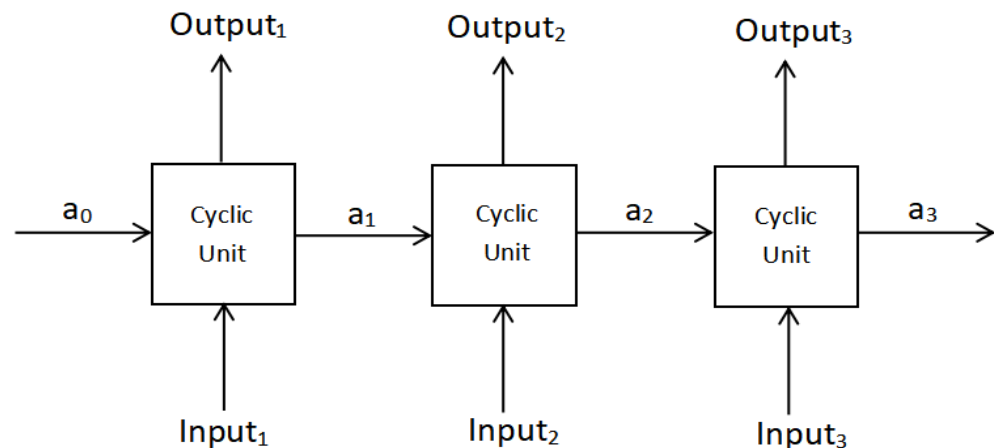 Output₁ Output₂ Output₃
a₀ Cyclic Unit a₁ Cyclic Unit a₂ Cyclic Unit a₃
Input₁ Input₂ Input₃